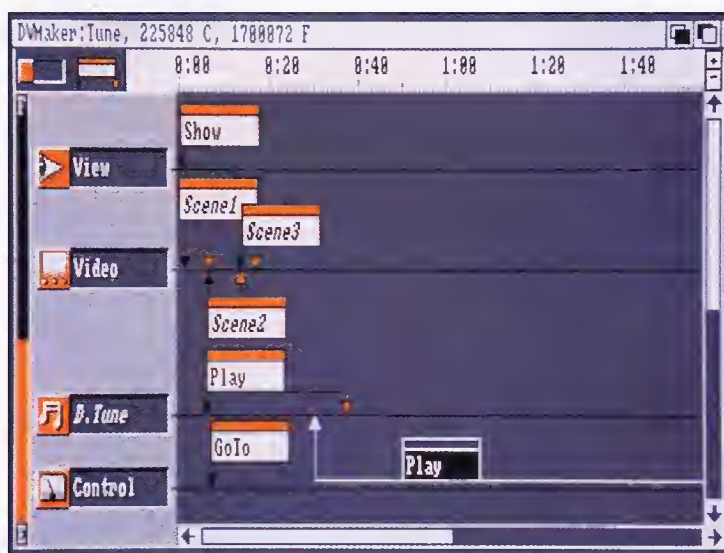 DVMaker:Tune, 225848 C, 1700072 F
0:00 0:20 0:40 1:00 1:20 1:40
Show
View
Scene1
Scene3
Video
Scene2
Play
D.Tune
GoTo
Play
Control